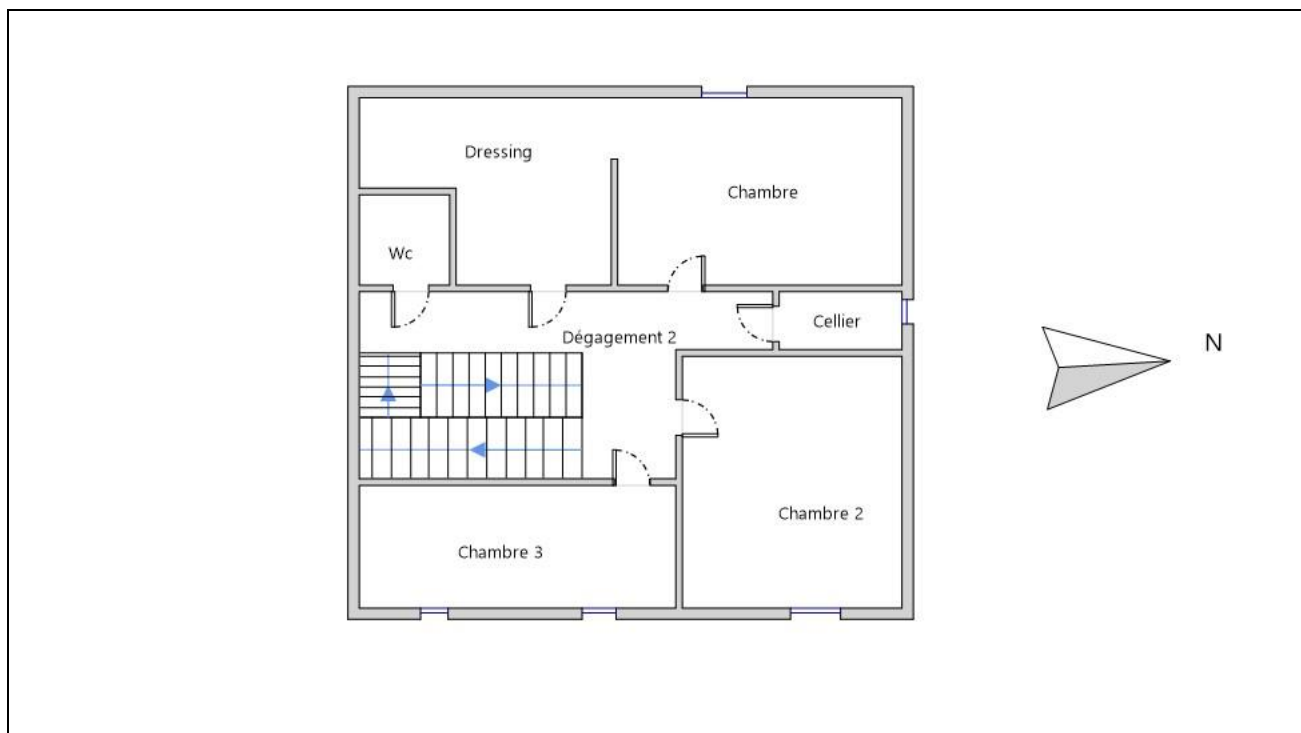 Dressing
Chambre
Wc
Cellier
Dégagement 2
N
Chambre 2
Chambre 3